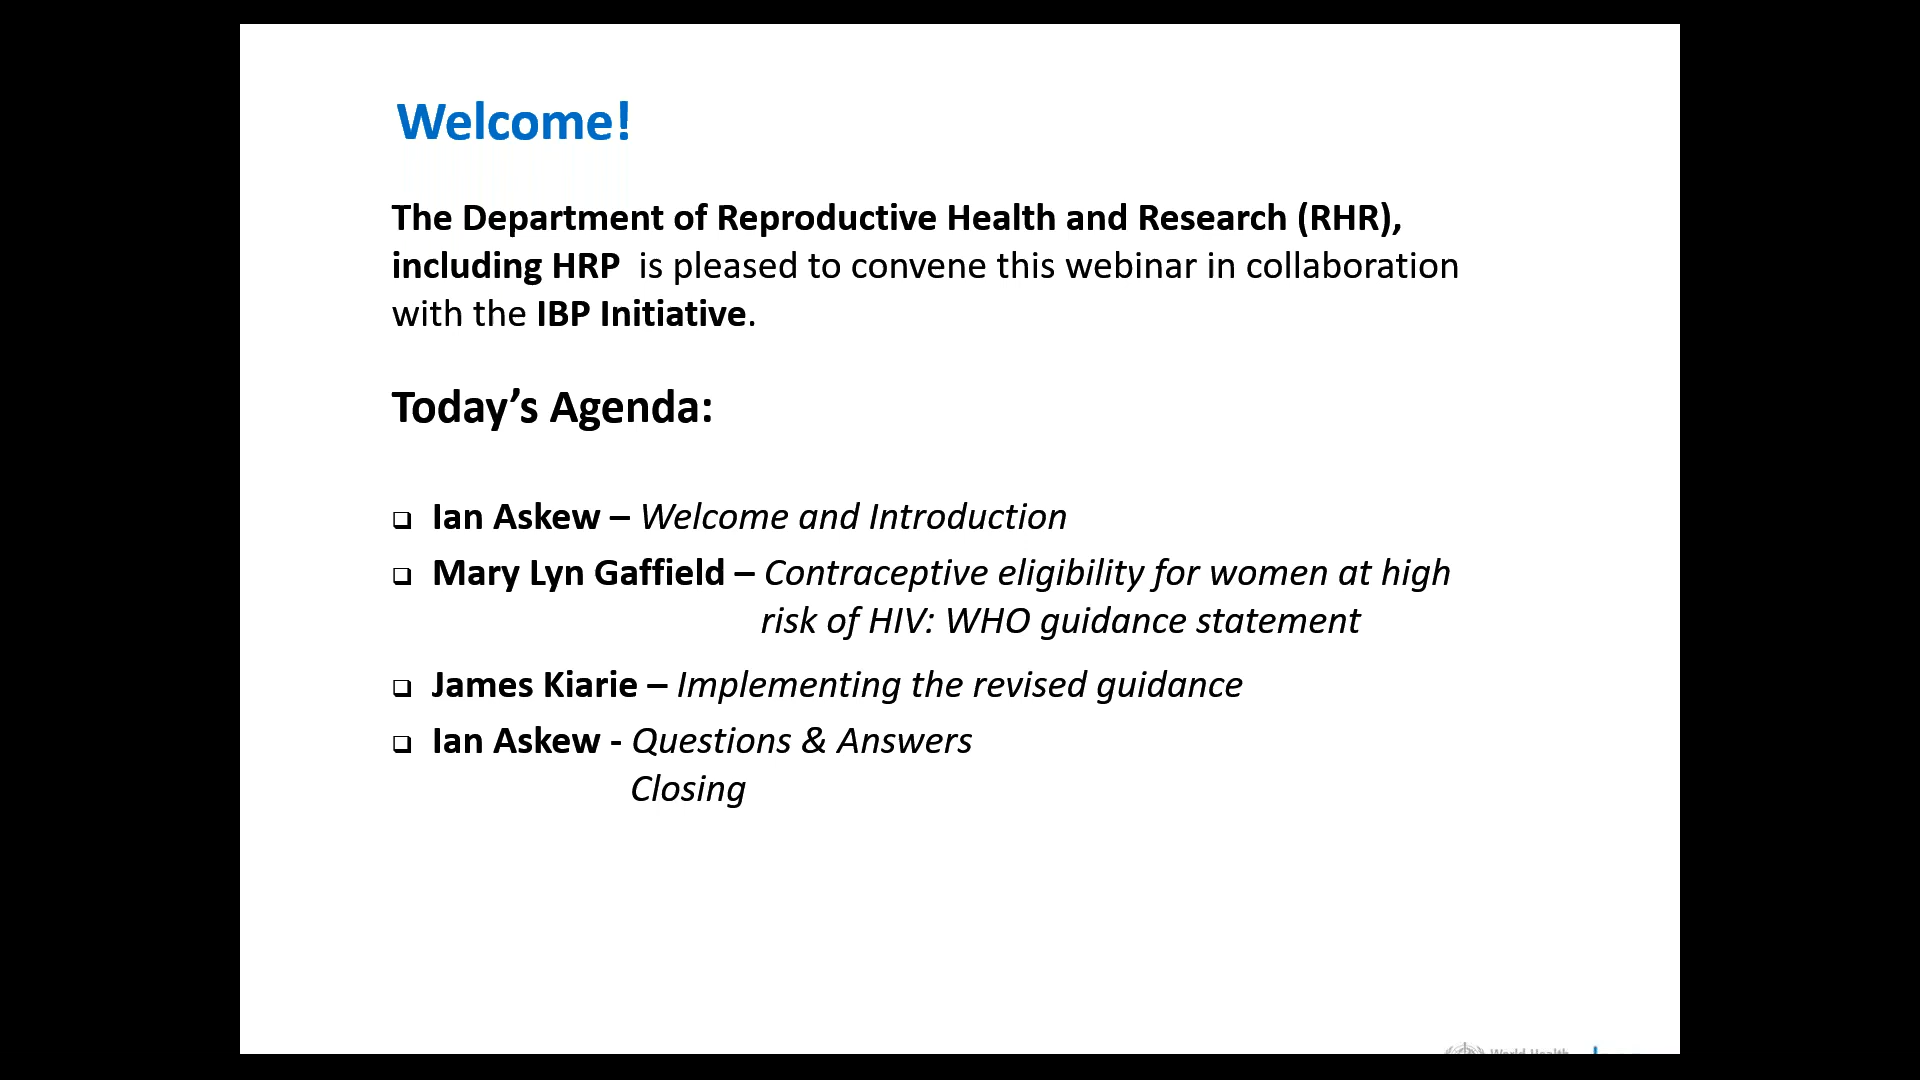 Welcome!
The Department of Reproductive Health and Research (RHR),
including HRP is pleased to convene this webinar in collaboration
with the IBP Initiative.
Today’s Agenda:
❑ Ian Askew – Welcome and Introduction
❑ Mary Lyn Gaffield – Contraceptive eligibility for women at high
risk of HIV: WHO guidance statement
❑ James Kiarie – Implementing the revised guidance
❑ Ian Askew - Questions & Answers
Closing
World Health